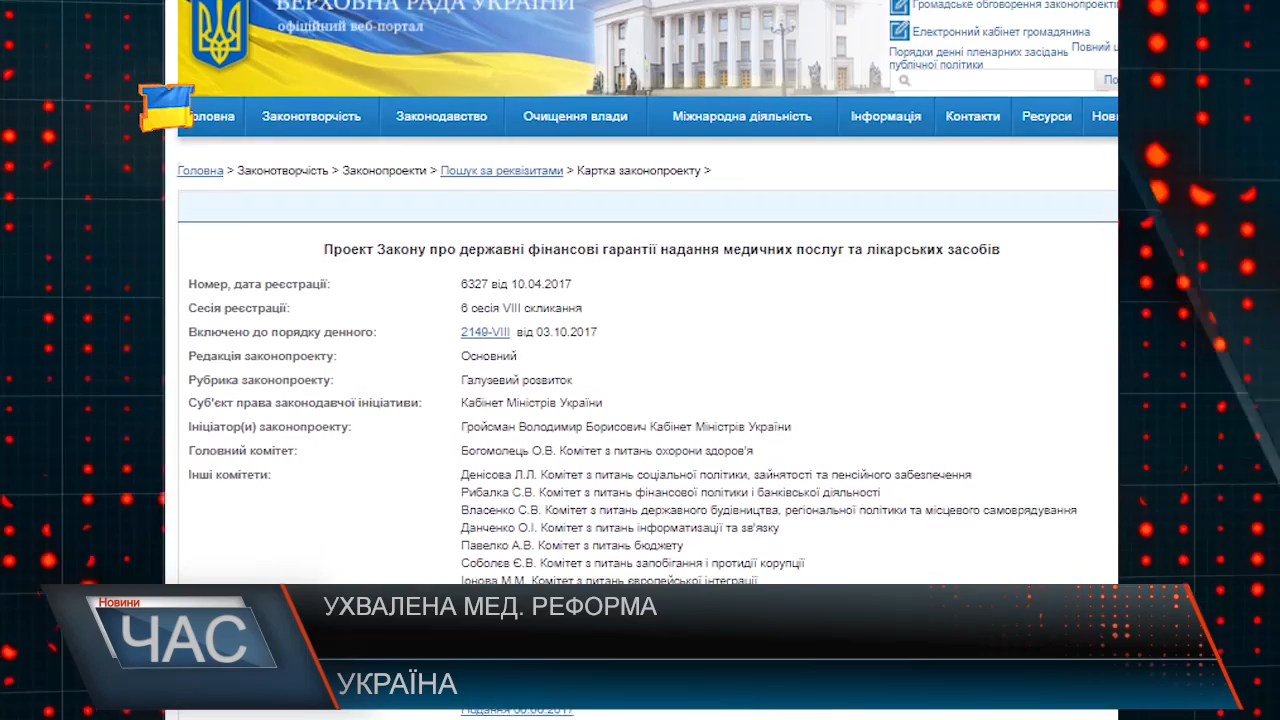 ВЕРХОВНА РАДА УКРАЇНИ
офіційний веб-портал
Громадське обговорення законопроектів
Електронний кабінет громадянина
Порядки денні пленарних засідань Повний
публічної політики
Головна Законотворчість Законодавство Очищення влади Міжнародна діяльність Інформація Контакти Ресурси
Головна > Законотворчість > Законопроекти > Пошук за реквізитами > Картка законопроекту >
Проект Закону про державні фінансові гарантії надання медичних послуг та лікарських засобів
Номер, дата реєстрації: 6327 від 10.04.2017
Сесія реєстрації: 6 сесія VIII скликання
Включено до порядку денного: 2149-VIII від 03.10.2017
Редакція законопроекту: Основний
Рубрика законопроекту: Галузевий розвиток
Суб'єкт права законодавчої ініціативи: Кабінет Міністрів України
Ініціатор(и) законопроекту: Гройсман Володимир Борисович Кабінет Міністрів України
Головний комітет: Богомолець О.В. Комітет з питань охорони здоров'я
Інші комітети: Денісова Л.Л. Комітет з питань соціальної політики, зайнятості та пенсійного забезпечення
Рибалка С.В. Комітет з питань фінансової політики і банківської діяльності
Власенко С.В. Комітет з питань державного будівництва, регіональної політики та місцевого самоврядування
Данченко О.І. Комітет з питань інформатизації та зв'язку
Павелко А.В. Комітет з питань бюджету
Соболєв Є.В. Комітет з питань запобігання і протидії корупції
Іонова М.М. Комітет з питань європейської інтеграції
Новини
ЧАС
УХВАЛЕНА МЕД. РЕФОРМА
УКРАЇНА